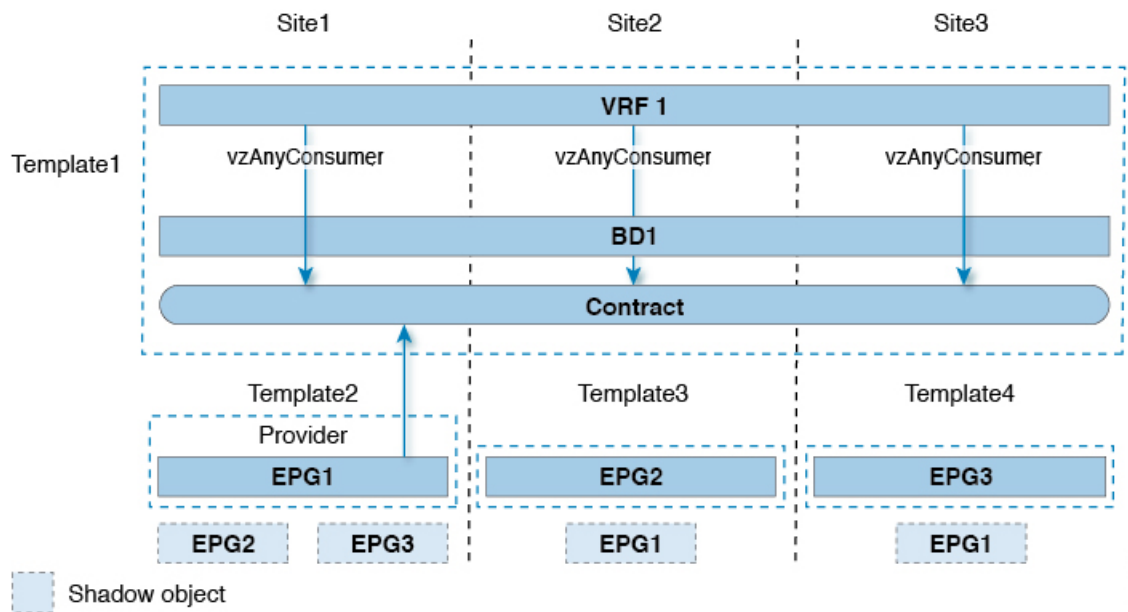 Site1
Site2
Site3
VRF 1
Template1
vzAnyConsumer
vzAnyConsumer
vzAnyConsumer
BD1
Contract
Template2
Template3
Template4
Provider
EPG1
EPG2
EPG3
EPG2
EPG3
EPG1
EPG1
Shadow object